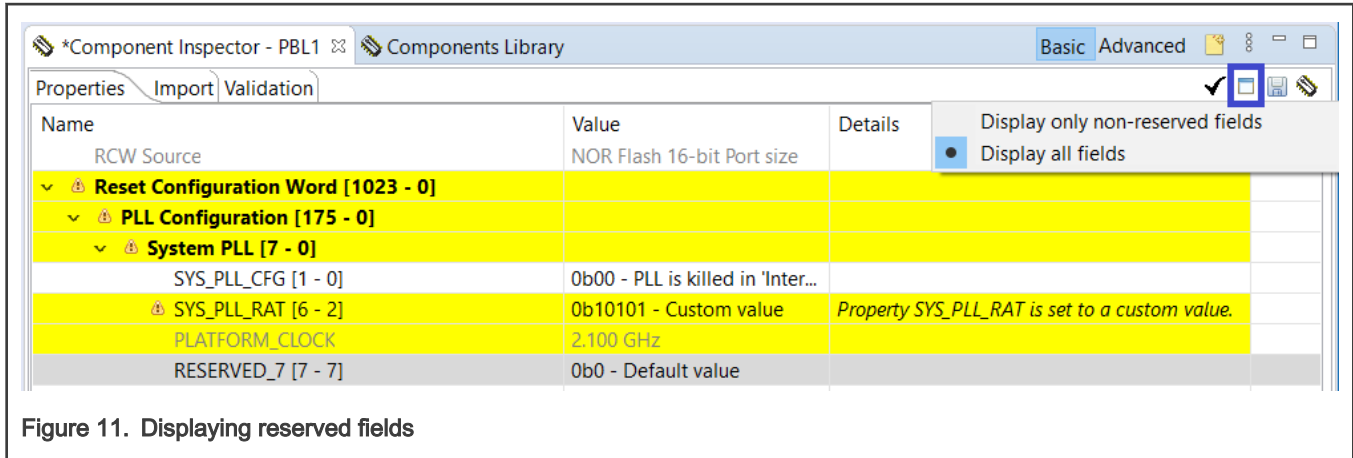 *Component Inspector - PBL1 Components Library Basic Advanced
Properties Import Validation
Name Value Details Display only non-reserved fields
RCW Source NOR Flash 16-bit Port size Display all fields
Reset Configuration Word [1023 - 0]
PLL Configuration [175 - 0]
System PLL [7 - 0]
SYS_PLL_CFG [1 - 0] 0b00 - PLL is killed in 'Inter...
SYS_PLL_RAT [6 - 2] 0b10101 - Custom value Property SYS_PLL_RAT is set to a custom value.
PLATFORM_CLOCK 2.100 GHz
RESERVED_7 [7 - 7] 0b0 - Default value
Figure 11. Displaying reserved fields